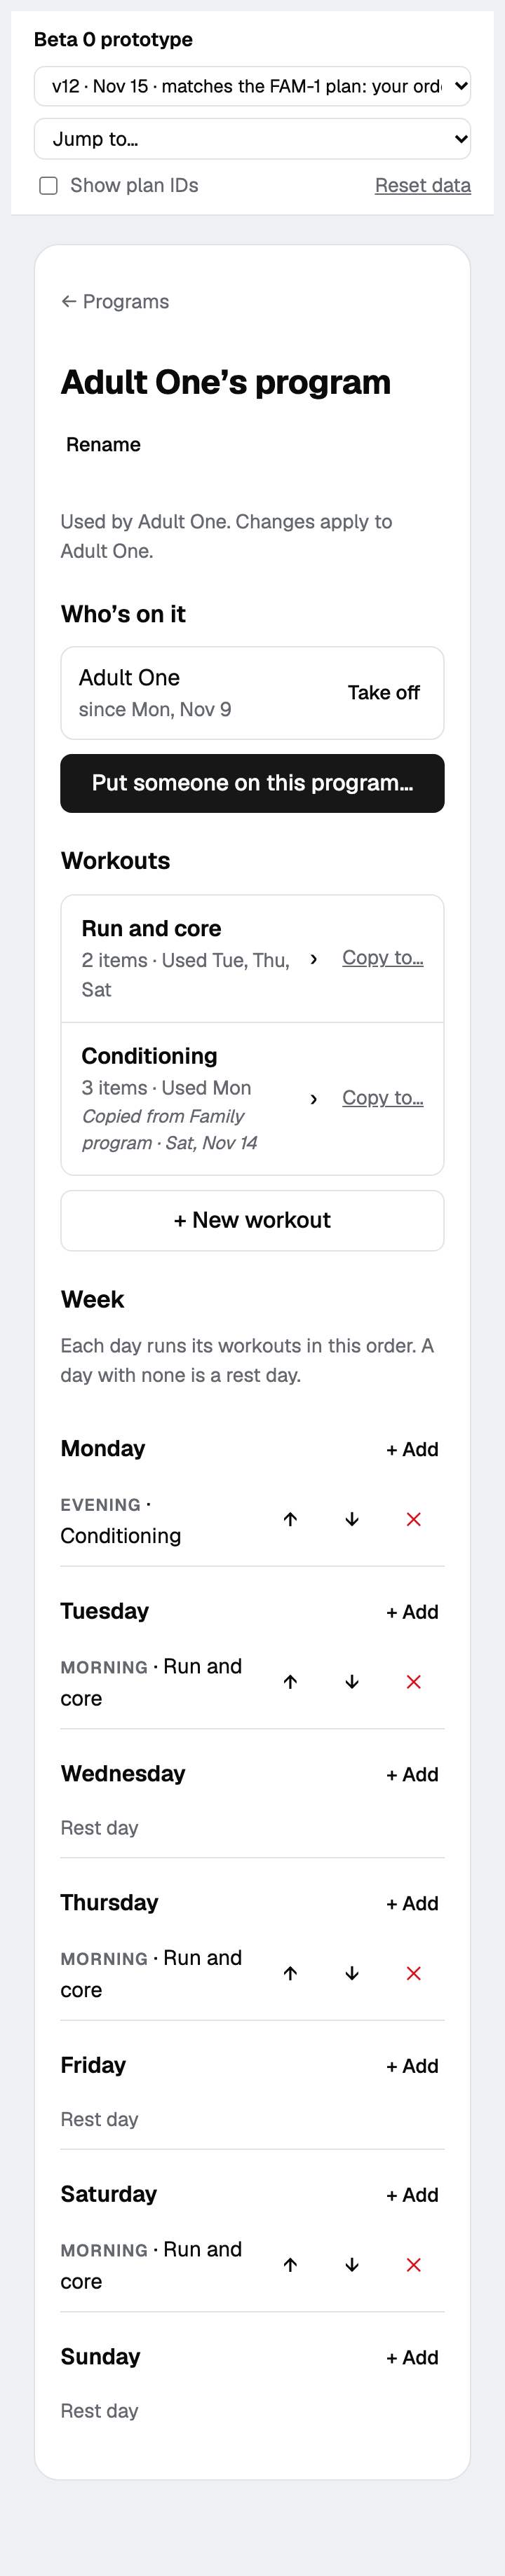 Beta 0 prototype
v12 · Nov 15 · matches the FAM-1 plan: your ord
Jump to...
Show plan IDs
Reset data
← Programs
Adult One’s program
Rename
Used by Adult One. Changes apply to
Adult One.
Who’s on it
Adult One
since Mon, Nov 9
Take off
Put someone on this program…
Workouts
Run and core
2 items · Used Tue, Thu,
Sat
› Copy to…
Conditioning
3 items · Used Mon
Copied from Family
program · Sat, Nov 14
› Copy to…
+ New workout
Week
Each day runs its workouts in this order. A
day with none is a rest day.
Monday + Add
EVENING ·
Conditioning
↑ ↓ ×
Tuesday + Add
MORNING · Run and
core
↑ ↓ ×
Wednesday + Add
Rest day
Thursday + Add
MORNING · Run and
core
↑ ↓ ×
Friday + Add
Rest day
Saturday + Add
MORNING · Run and
core
↑ ↓ ×
Sunday + Add
Rest day